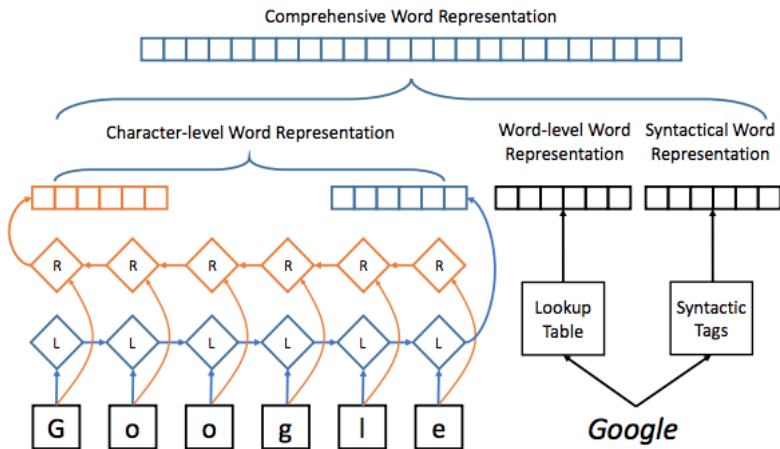 Comprehensive Word Representation
Character-level Word Representation
Word-level Word
Representation
Syntactical Word
Representation
R R R R R R
L L L L L L
Lookup
Table
Syntactic
Tags
G o o g l e
Google